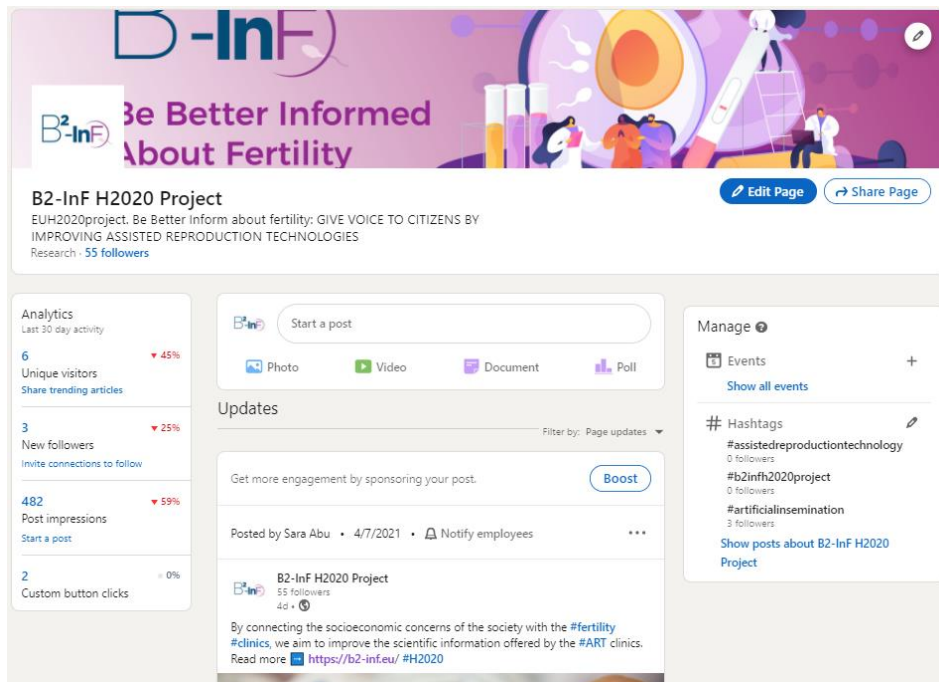 B-InF
B²-InF
Be Better Informed
About Fertility
B2-InF H2020 Project
EUH2020project. Be Better Inform about fertility: GIVE VOICE TO CITIZENS BY
IMPROVING ASSISTED REPRODUCTION TECHNOLOGIES
Research · 55 followers
Edit Page
Share Page
Analytics
Last 30 day activity
6 ▼ 45%
Unique visitors
Share trending articles
3 ▼ 25%
New followers
Invite connections to follow
482 ▼ 59%
Post impressions
Start a post
2 0%
Custom button clicks
B²-InF
Start a post
Photo Video Document Poll
Updates
Filter by: Page updates
Get more engagement by sponsoring your post.
Boost
Posted by Sara Abu • 4/7/2021 • Notify employees
B²-InF
B2-InF H2020 Project
55 followers
4d •
By connecting the socioeconomic concerns of the society with the #fertility
#clinics, we aim to improve the scientific information offered by the #ART clinics.
Read more ➡ https://b2-inf.eu/ #H2020
Manage
Events +
Show all events
# Hashtags
#assistedreproductiontechnology
0 followers
#b2infh2020project
0 followers
#artificialinsemination
3 followers
Show posts about B2-InF H2020
Project